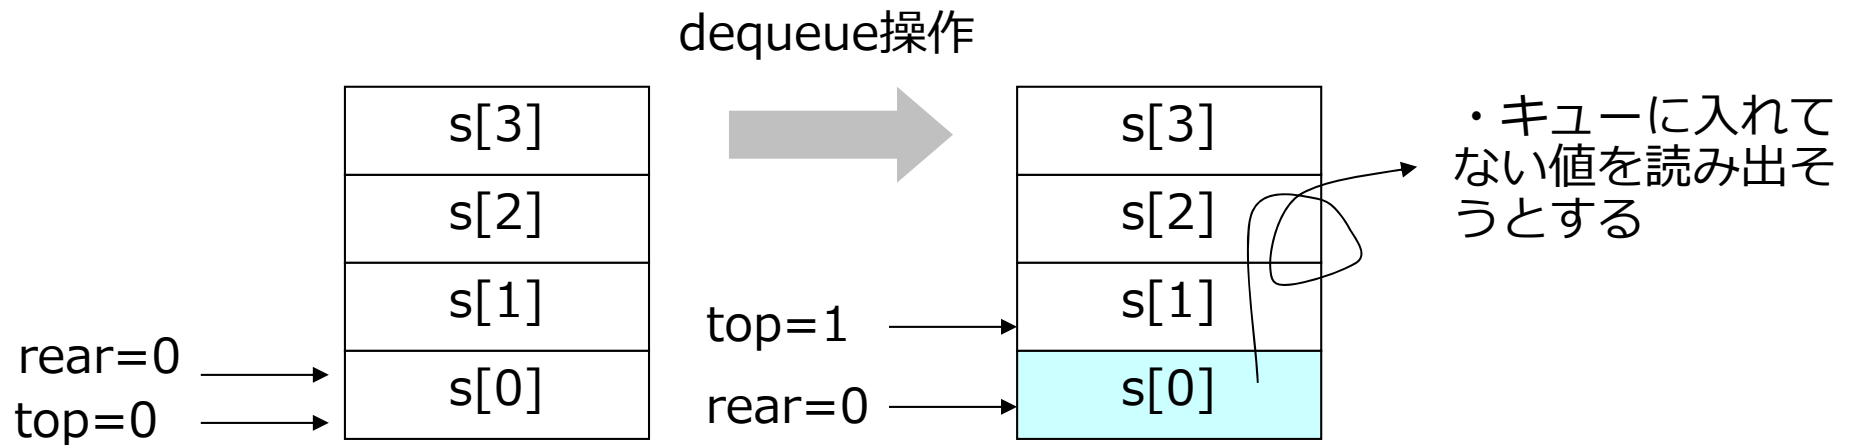 dequeue操作
s[3]
s[2]
s[1]
s[0]
rear=0
top=0
s[3]
s[2]
s[1]
s[0]
top=1
rear=0
・キューに入れて
ない値を読み出そ
うとする